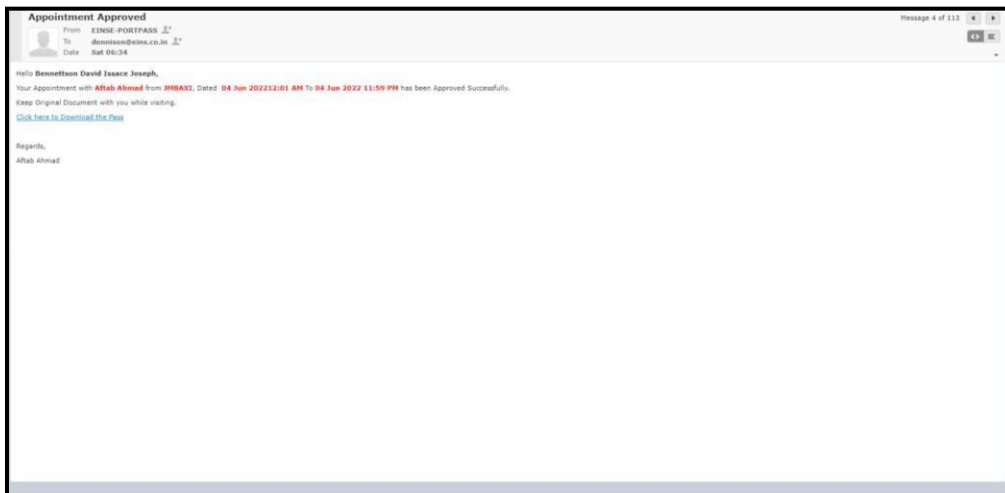 Appointment Approved
Message 4 of 113
From EINSE-PORTPASS
To dennison@eins.co.in
Date Sat 06:34
Hello Bennettson David Issace Joseph,
Your Appointment with Aftab Ahmad from JMBAXI, Dated 04 Jun 202212:01 AM To 04 Jun 2022 11:59 PM has been Approved Successfully.
Keep Original Document with you while visiting.
Click here to Download the Pass
Regards,
Aftab Ahmad